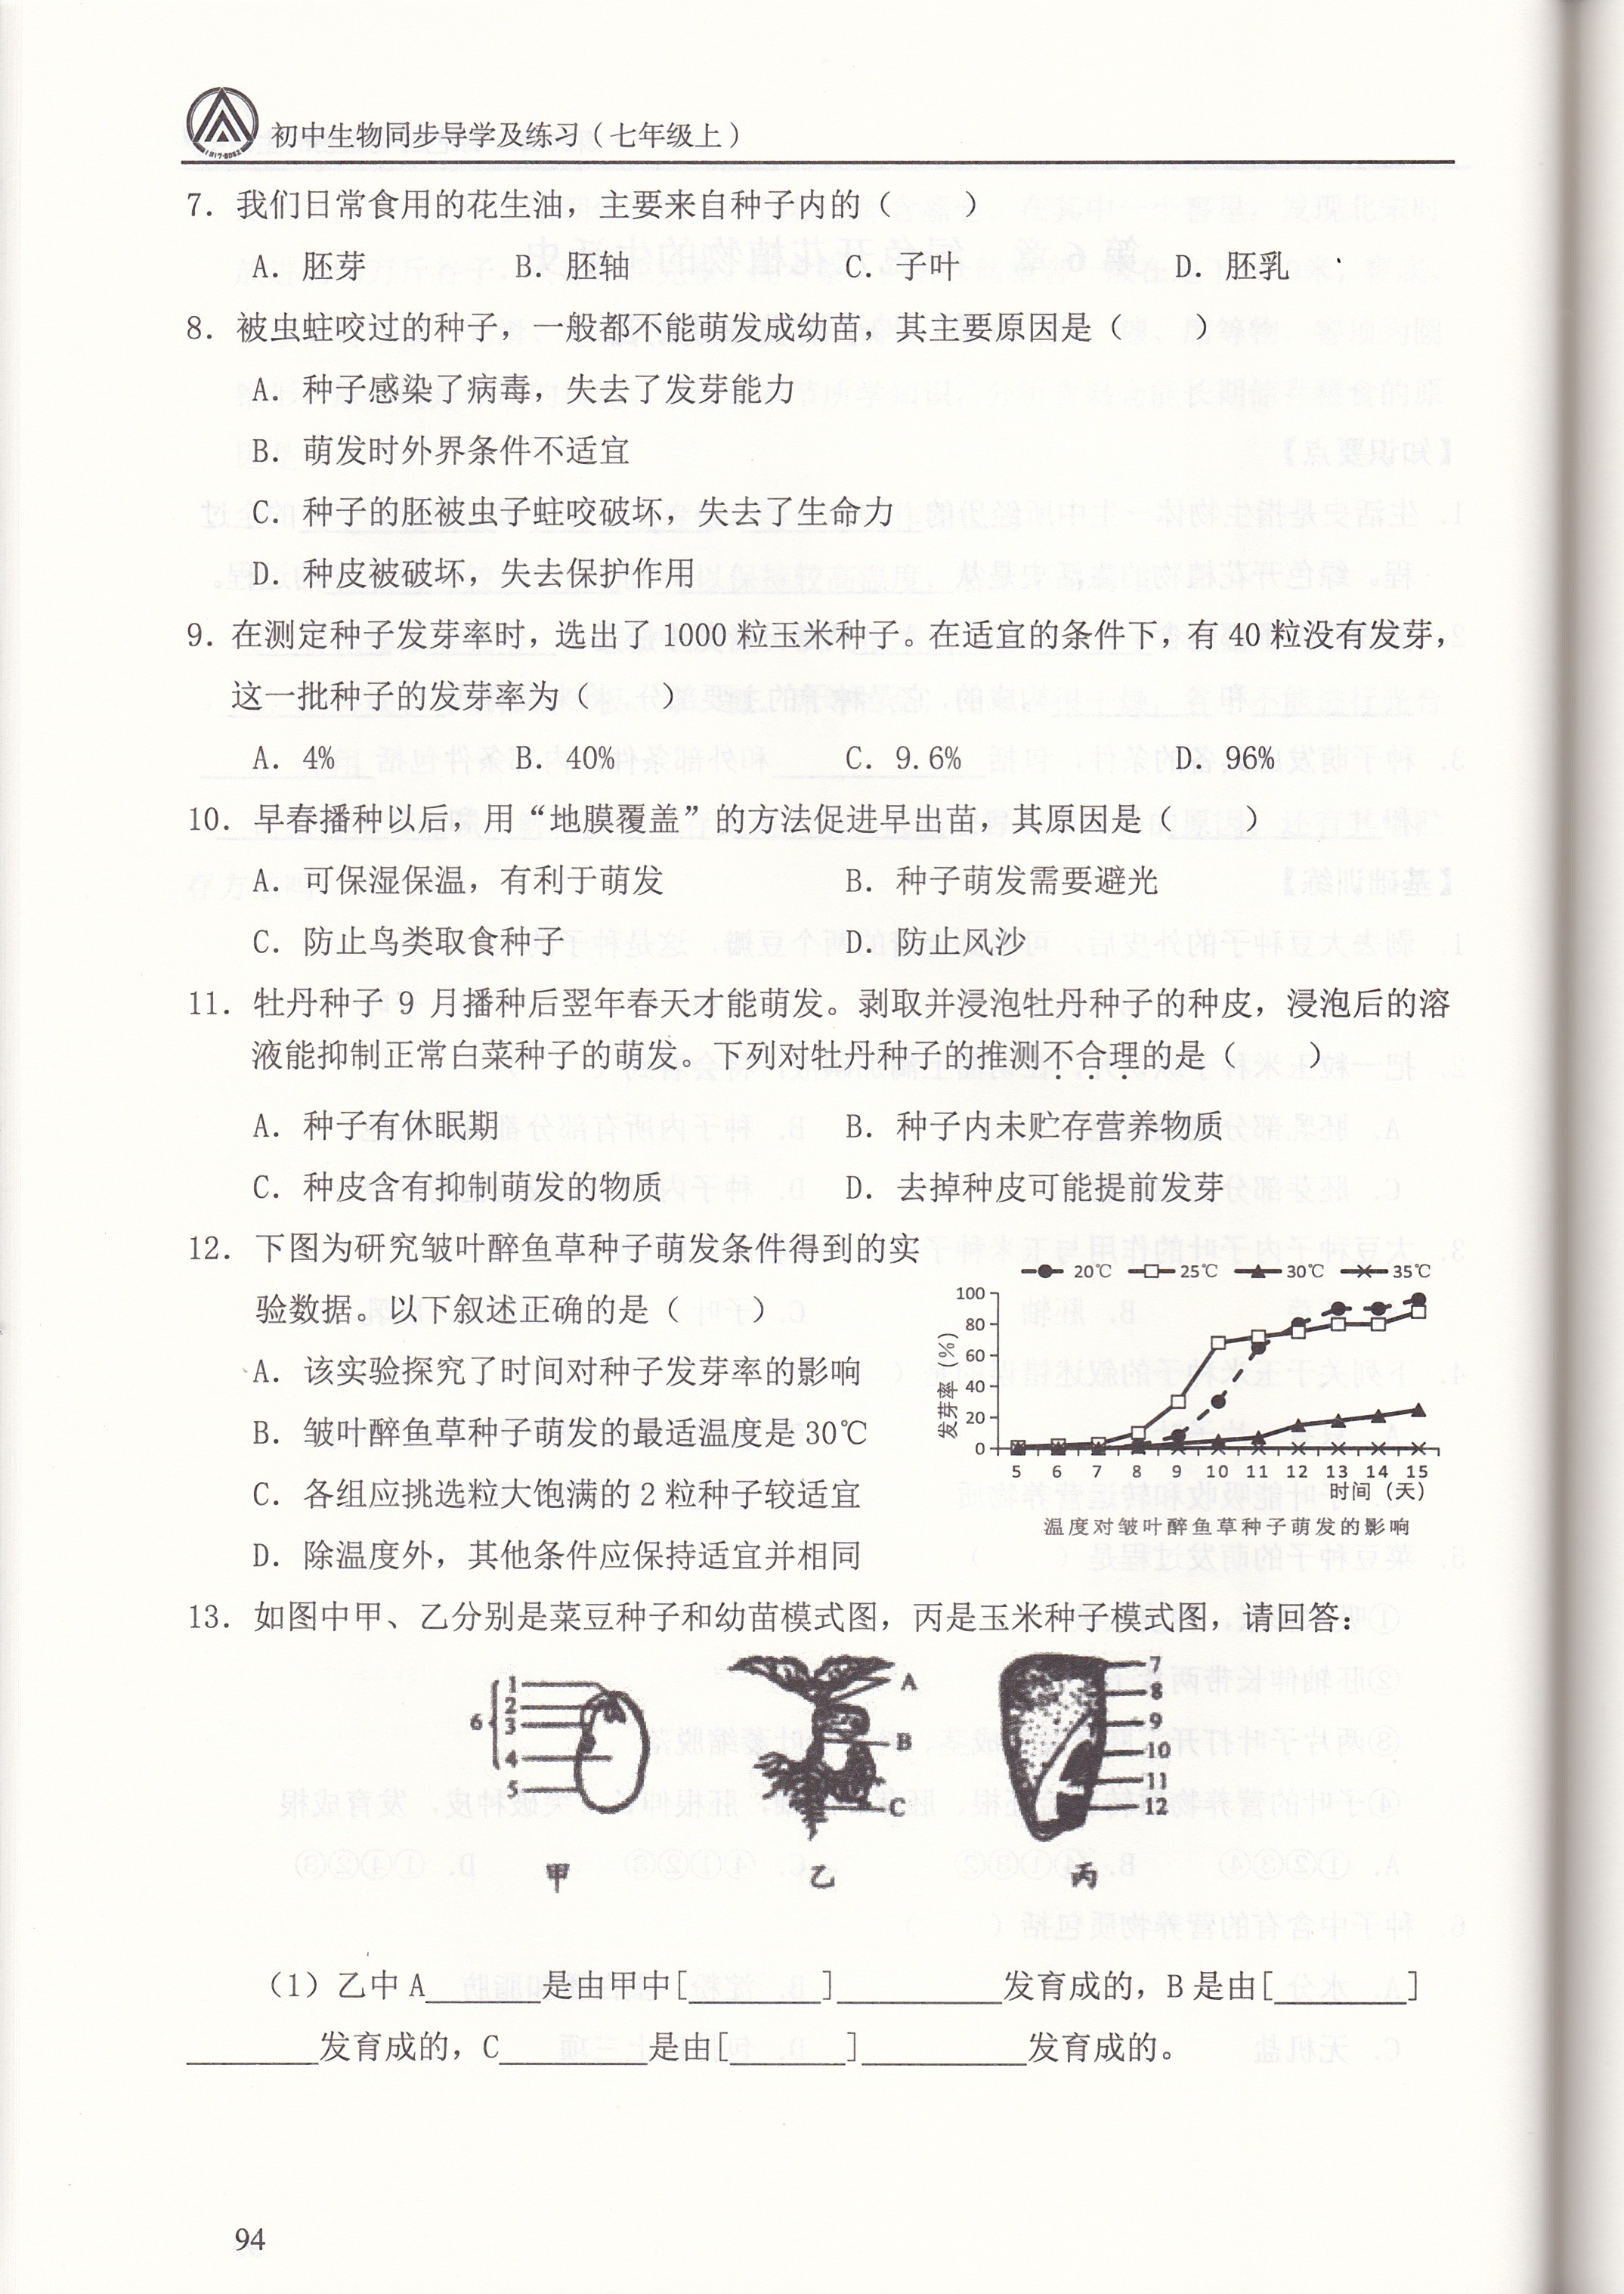 初中生物同步导学及练习(七年级上)
7. 我们日常食用的花生油，主要来自种子内的（　　）
A. 胚芽 B. 胚轴 C. 子叶 D. 胚乳
8. 被虫蛀咬过的种子，一般都不能萌发成幼苗，其主要原因是（　　）
A. 种子感染了病毒，失去了发芽能力
B. 萌发时外界条件不适宜
C. 种子的胚被虫子蛀咬破坏，失去了生命力
D. 种皮被破坏，失去保护作用
9. 在测定种子发芽率时，选出了1000粒玉米种子。在适宜的条件下，有40粒没有发芽，
这一批种子的发芽率为（　　）
A. 4% B. 40% C. 9.6% D. 96%
10. 早春播种以后，用“地膜覆盖”的方法促进早出苗，其原因是（　　）
A. 可保湿保温，有利于萌发 B. 种子萌发需要避光
C. 防止鸟类取食种子 D. 防止风沙
11. 牡丹种子9月播种后翌年春天才能萌发。剥取并浸泡牡丹种子的种皮，浸泡后的溶
液能抑制正常白菜种子的萌发。下列对牡丹种子的推测不合理的是（　　）
A. 种子有休眠期 B. 种子内未贮存营养物质
C. 种皮含有抑制萌发的物质 D. 去掉种皮可能提前发芽
12. 下图为研究皱叶醉鱼草种子萌发条件得到的实
验数据。以下叙述正确的是（　　）
A. 该实验探究了时间对种子发芽率的影响
B. 皱叶醉鱼草种子萌发的最适温度是30℃
C. 各组应挑选粒大饱满的2粒种子较适宜
D. 除温度外，其他条件应保持适宜并相同
20℃ 25℃ 30℃ 35℃
发芽率（%）
100
80
60
40
20
0
5 6 7 8 9 10 11 12 13 14 15
时间（天）
温度对皱叶醉鱼草种子萌发的影响
13. 如图中甲、乙分别是菜豆种子和幼苗模式图，丙是玉米种子模式图，请回答：
1
2
6 3
4
5
甲
A
B
C
乙
7
8
9
10
11
12
丙
（1）乙中A_______是由甲中[________]__________发育成的，B是由[________]
________发育成的，C_________是由[_______]__________发育成的。
94